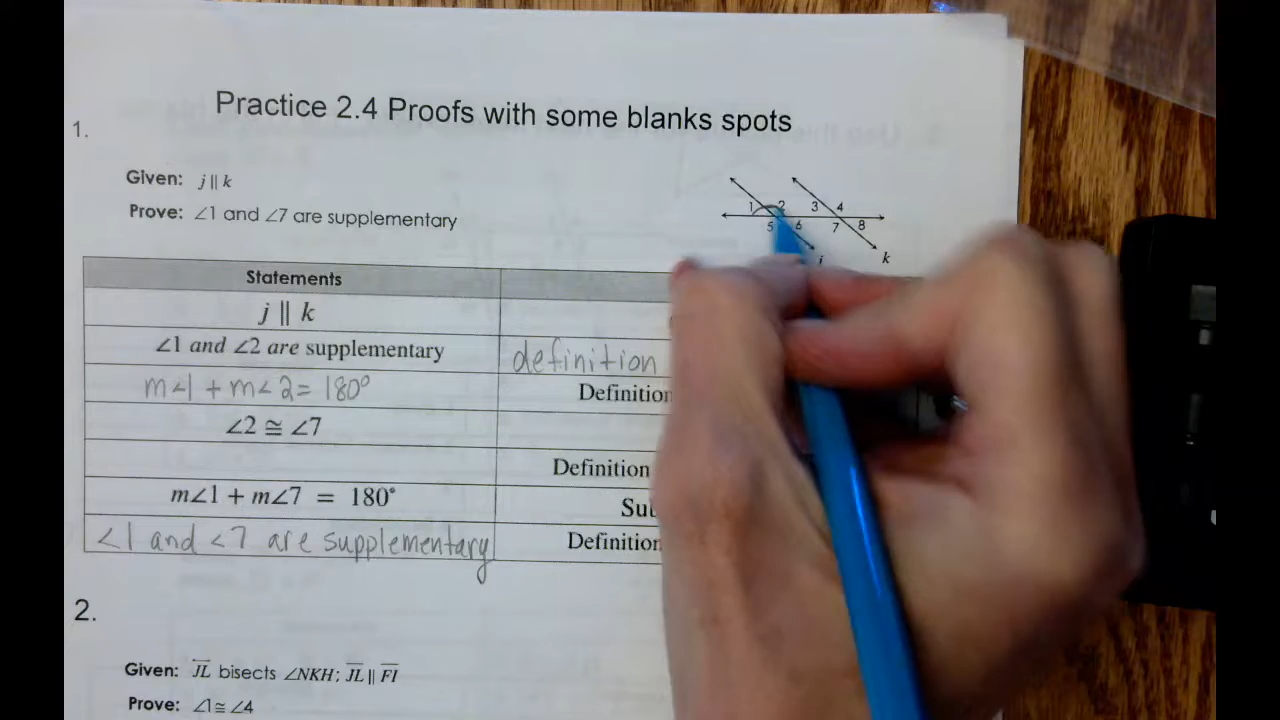 Practice 2.4 Proofs with some blanks spots
1.
Given: j || k
Prove: ∠1 and ∠7 are supplementary
1 2 3 4
5 6 7 8
j k
Statements
j || k
∠1 and ∠2 are supplementary definition
m∠1 + m∠2 = 180° Definition
∠2 ≅ ∠7
Definition
m∠1 + m∠7 = 180°
∠1 and ∠7 are supplementary Definition
2.
Given: JL bisects ∠NKH; JL || FI
Prove: ∠1 ≅ ∠4